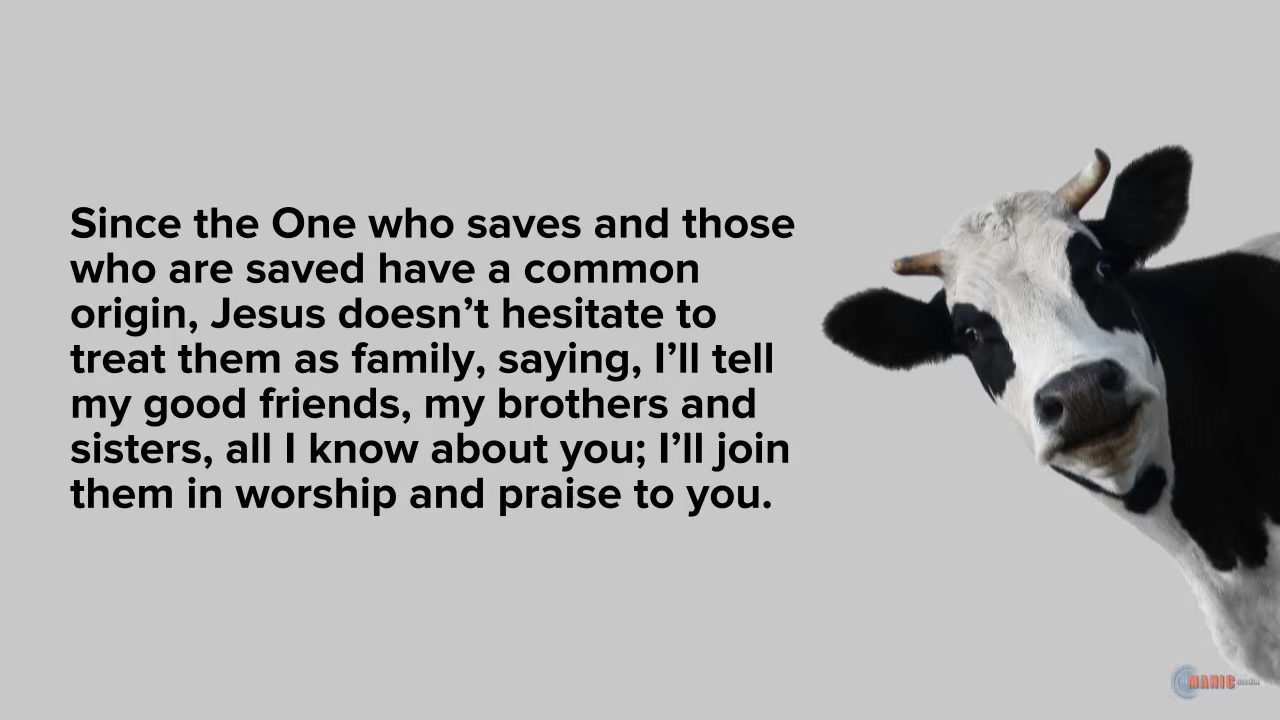 Since the One who saves and those
who are saved have a common
origin, Jesus doesn’t hesitate to
treat them as family, saying, I’ll tell
my good friends, my brothers and
sisters, all I know about you; I’ll join
them in worship and praise to you.
MANIC